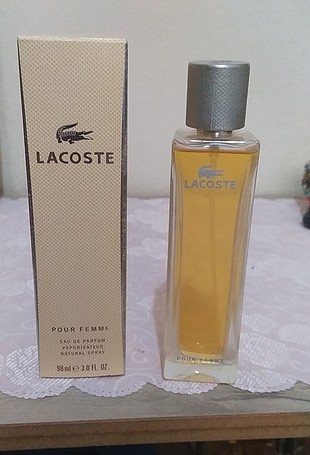 LACOSTE
POUR FEMME
EAU DE PARFUM
VAPORISATEUR
NATURAL SPRAY
90 ml e 3.0 FL. OZ.
LACOSTE
POUR FEMME